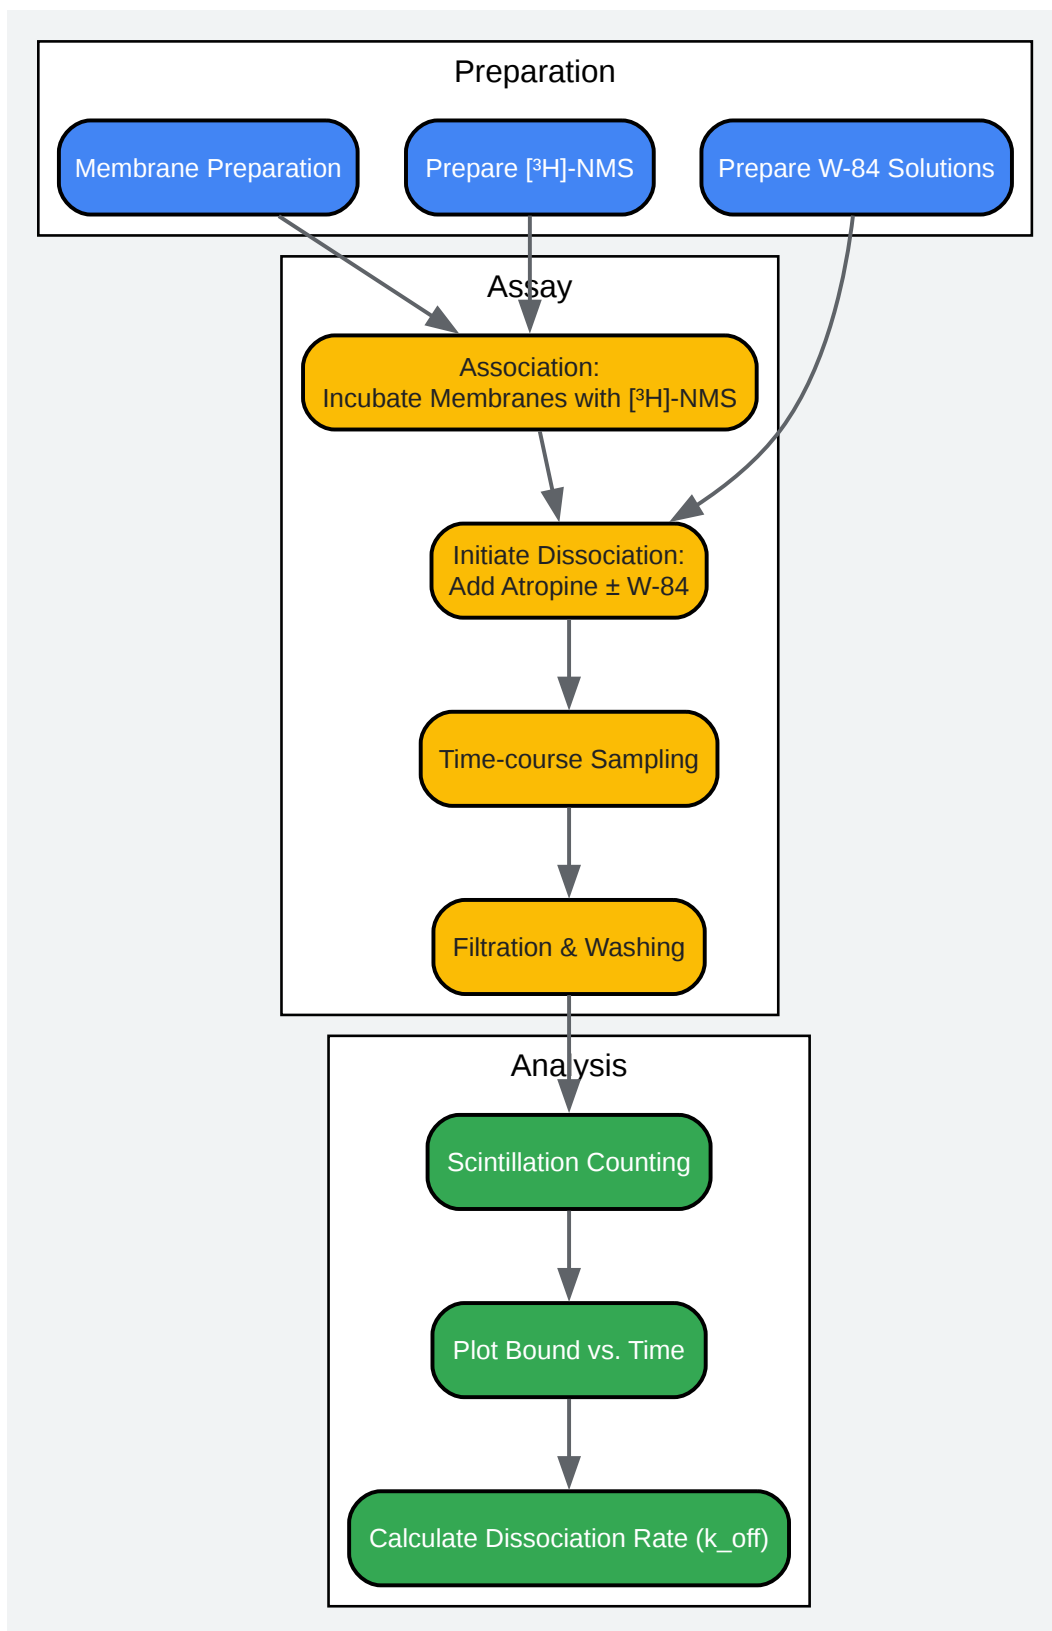 Preparation
Membrane Preparation
Prepare [³H]-NMS
Prepare W-84 Solutions
Assay
Association:
Incubate Membranes with [³H]-NMS
Initiate Dissociation:
Add Atropine ± W-84
Time-course Sampling
Filtration & Washing
Analysis
Scintillation Counting
Plot Bound vs. Time
Calculate Dissociation Rate (k_off)